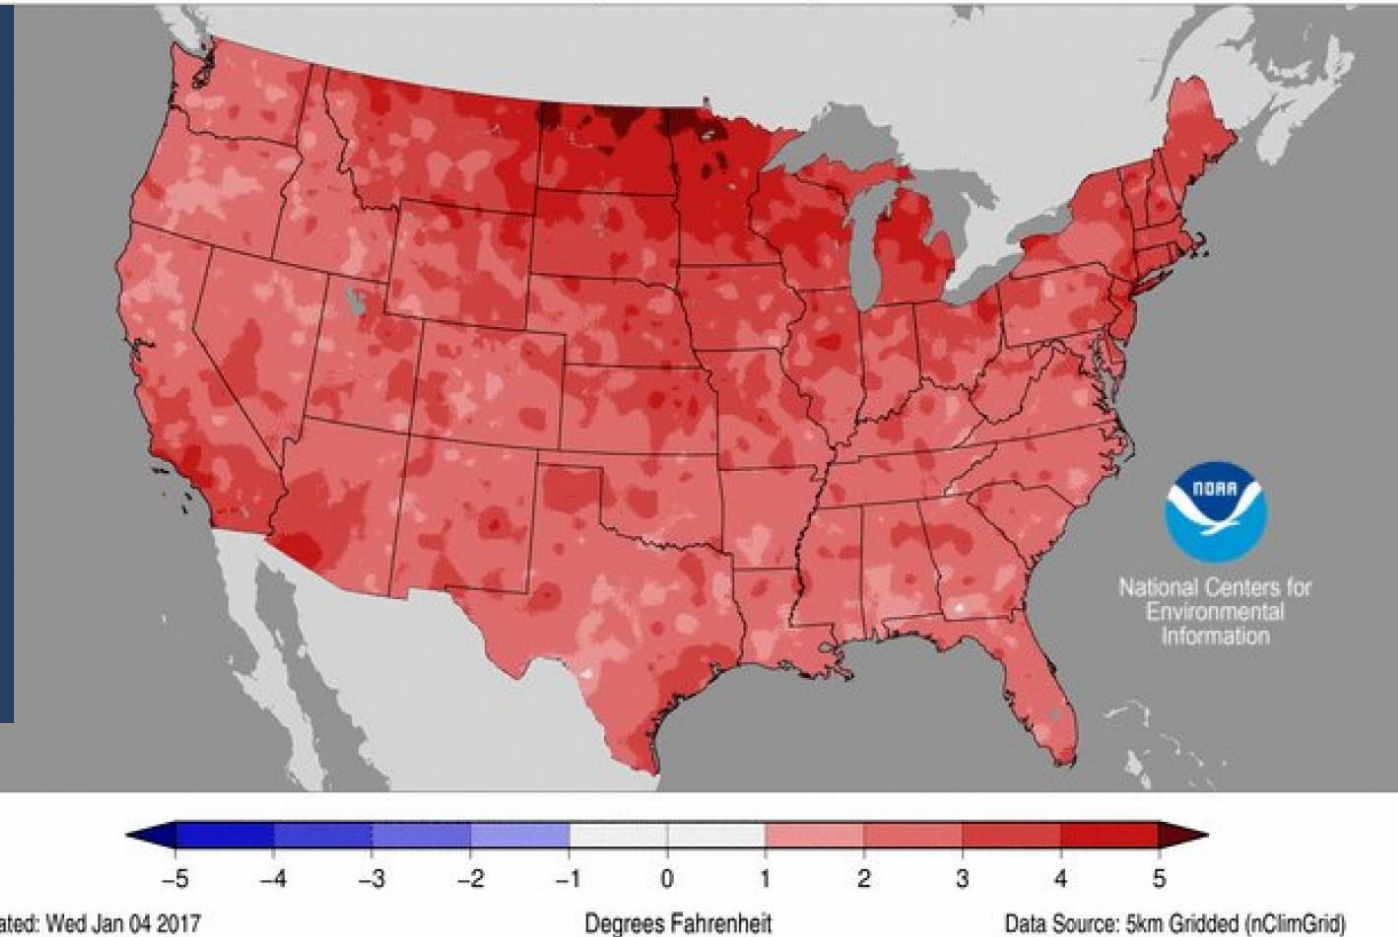 NOAA
National Centers for
Environmental
Information
−5 −4 −3 −2 −1 0 1 2 3 4 5
ated: Wed Jan 04 2017 Degrees Fahrenheit Data Source: 5km Gridded (nClimGrid)